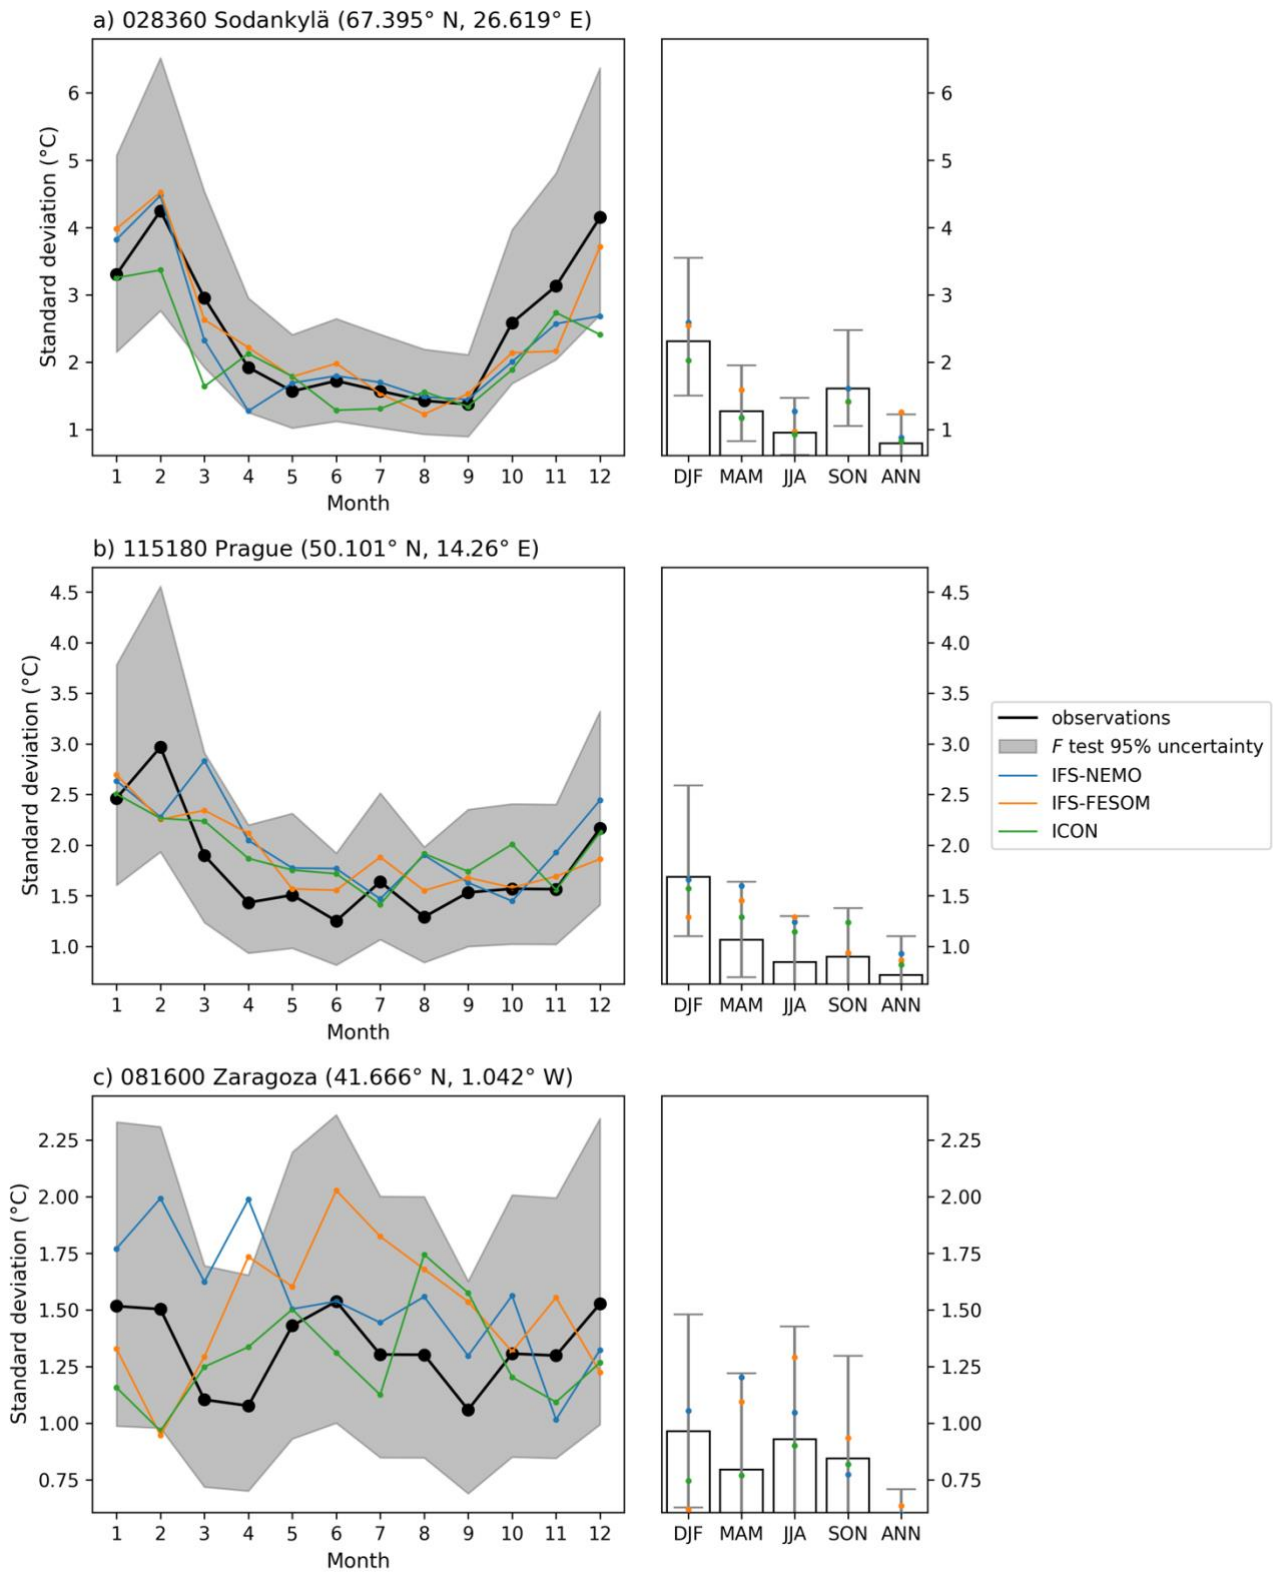 a) 028360 Sodankylä (67.395° N, 26.619° E)
Standard deviation (°C)
6
5
4
3
2
1
1 2 3 4 5 6 7 8 9 10 11 12
Month
6
5
4
3
2
1
DJF MAM JJA SON ANN
b) 115180 Prague (50.101° N, 14.26° E)
Standard deviation (°C)
4.5
4.0
3.5
3.0
2.5
2.0
1.5
1.0
1 2 3 4 5 6 7 8 9 10 11 12
Month
4.5
4.0
3.5
3.0
2.5
2.0
1.5
1.0
DJF MAM JJA SON ANN
observations
F test 95% uncertainty
IFS-NEMO
IFS-FESOM
ICON
c) 081600 Zaragoza (41.666° N, 1.042° W)
Standard deviation (°C)
2.25
2.00
1.75
1.50
1.25
1.00
0.75
1 2 3 4 5 6 7 8 9 10 11 12
Month
2.25
2.00
1.75
1.50
1.25
1.00
0.75
DJF MAM JJA SON ANN